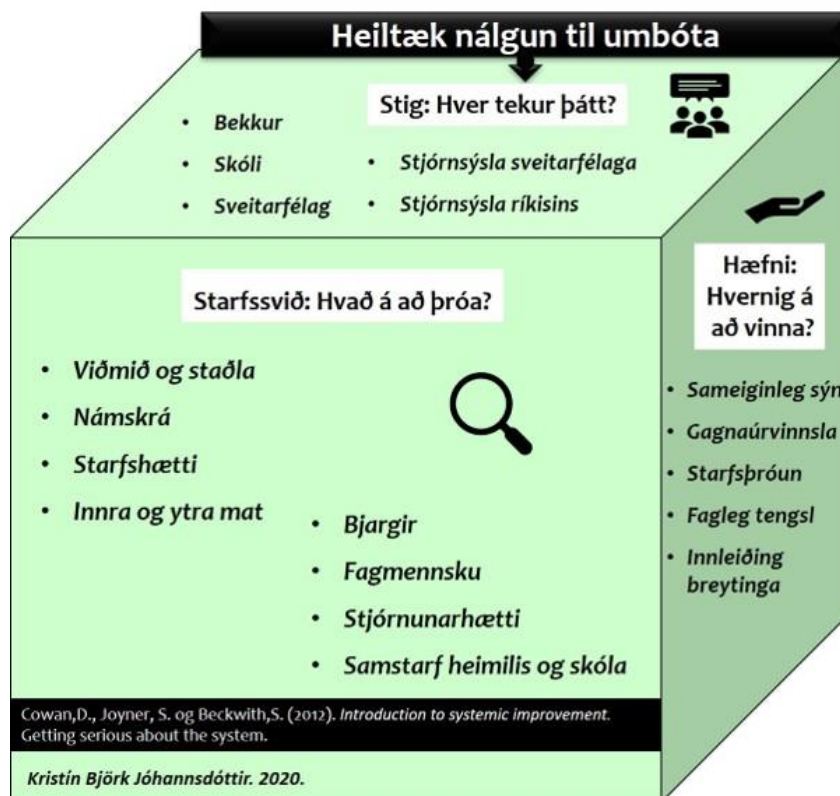 Heiltæk nálgun til umbóta
Stig: Hver tekur þátt?
• Bekkur
• Skóli
• Sveitarfélag
• Stjórnsýsla sveitarfélaga
• Stjórnsýsla ríkisins
Starfssvið: Hvað á að þróa?
• Viðmið og staðla
• Námskrá
• Starfshætti
• Innra og ytra mat
• Bjargir
• Fagmennsku
• Stjórnunarhætti
• Samstarf heimilis og skóla
Hæfni:
Hvernig á
að vinna?
• Sameiginleg sýn
• Gagnaúrvinnsla
• Starfsþróun
• Fagleg tengsl
• Innleiðing
breytinga
Cowan,D., Joyner, S. og Beckwith,S. (2012). Introduction to systemic improvement.
Getting serious about the system.
Kristín Björk Jóhannsdóttir. 2020.